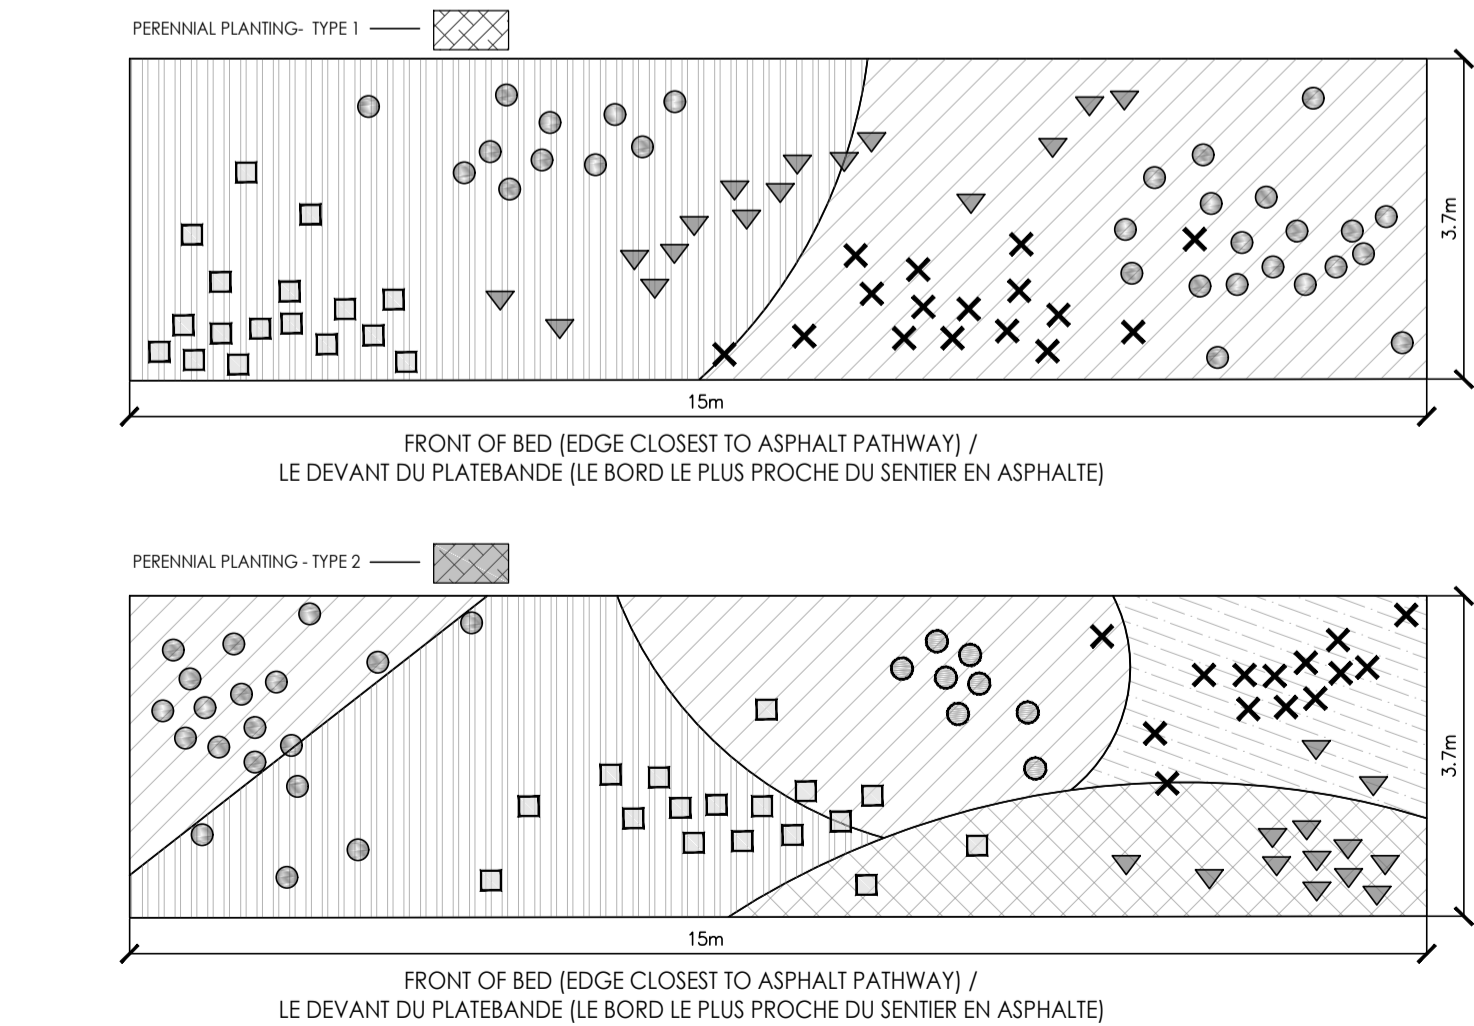 PERENNIAL PLANTING- TYPE 1
3.7m
15m
FRONT OF BED (EDGE CLOSEST TO ASPHALT PATHWAY) /
LE DEVANT DU PLATEBANDE (LE BORD LE PLUS PROCHE DU SENTIER EN ASPHALTE)
PERENNIAL PLANTING - TYPE 2
3.7m
15m
FRONT OF BED (EDGE CLOSEST TO ASPHALT PATHWAY) /
LE DEVANT DU PLATEBANDE (LE BORD LE PLUS PROCHE DU SENTIER EN ASPHALTE)